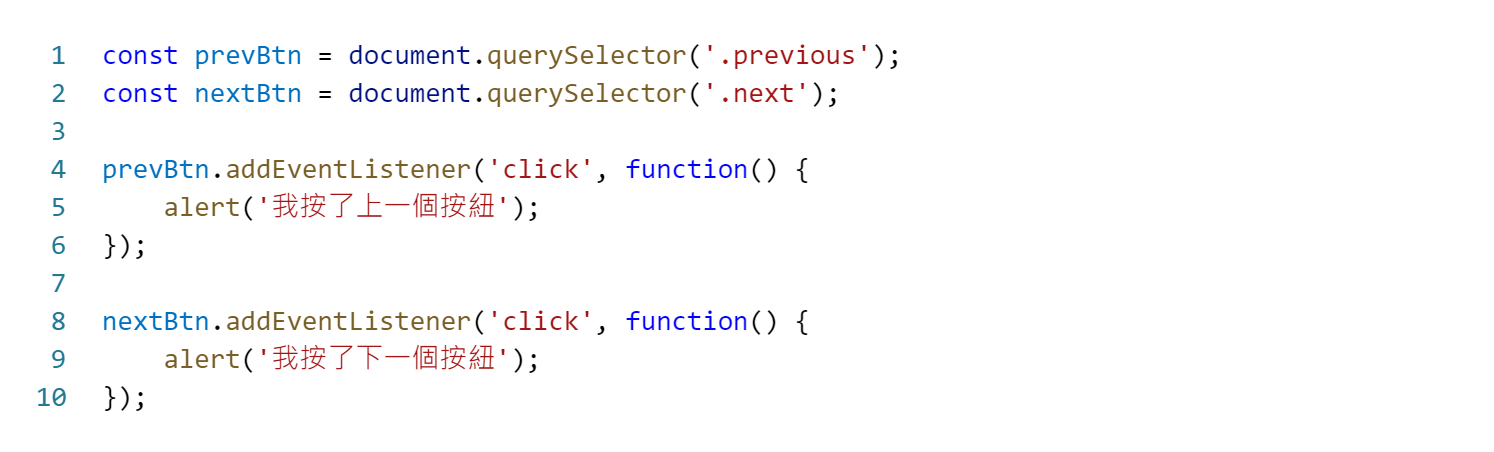 1 const prevBtn = document.querySelector('.previous');
2 const nextBtn = document.querySelector('.next');
3
4 prevBtn.addEventListener('click', function() {
5     alert('我按了上一個按紐');
6 });
7
8 nextBtn.addEventListener('click', function() {
9     alert('我按了下一個按紐');
10 });